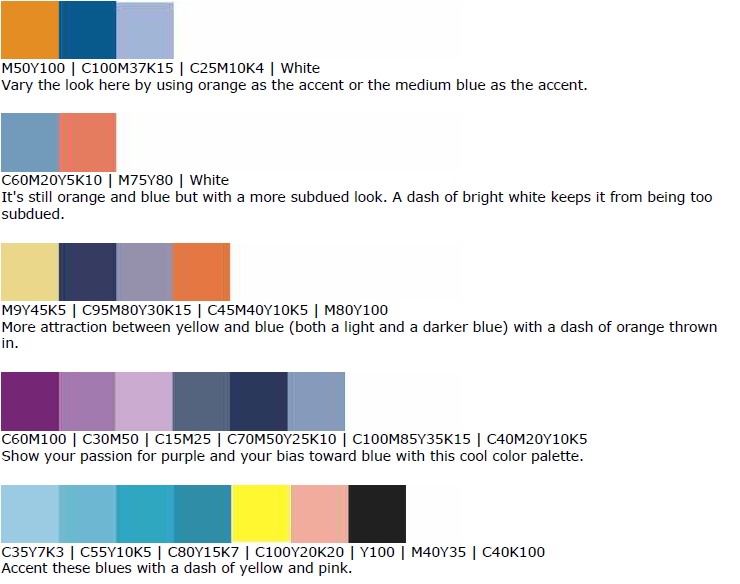 M50Y100 | C100M37K15 | C25M10K4 | White
Vary the look here by using orange as the accent or the medium blue as the accent.
C60M20Y5K10 | M75Y80 | White
It's still orange and blue but with a more subdued look. A dash of bright white keeps it from being too
subdued.
M9Y45K5 | C95M80Y30K15 | C45M40Y10K5 | M80Y100
More attraction between yellow and blue (both a light and a darker blue) with a dash of orange thrown
in.
C60M100 | C30M50 | C15M25 | C70M50Y25K10 | C100M85Y35K15 | C40M20Y10K5
Show your passion for purple and your bias toward blue with this cool color palette.
C35Y7K3 | C55Y10K5 | C80Y15K7 | C100Y20K20 | Y100 | M40Y35 | C40K100
Accent these blues with a dash of yellow and pink.